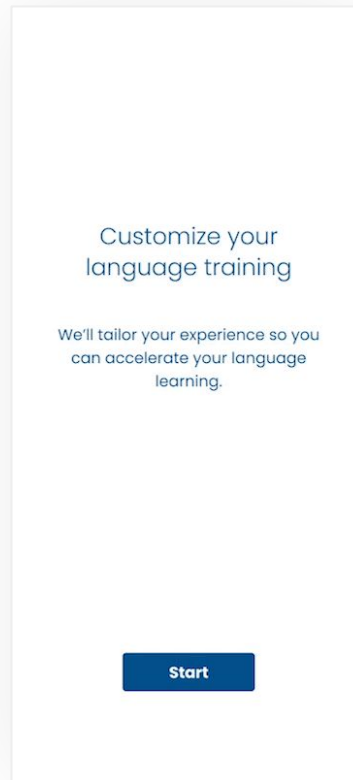 Customize your
language training
We'll tailor your experience so you
can accelerate your language
learning.
Start